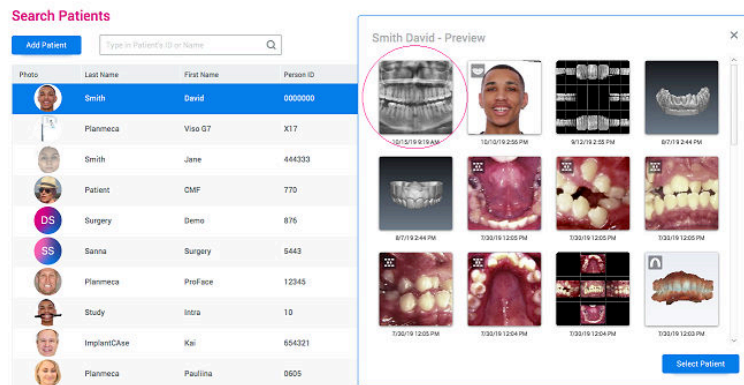 Search Patients
Add Patient
Type in Patient's ID or Name
Photo Last Name First Name Person ID
Smith David 0000000
Planmeca Viso G7 X17
Smith Jane 444333
Patient CMF 770
DS Surgery Demo 876
SS Sanna Surgery 5443
Planmeca ProFace 12345
Study Intra 10
ImplantCAse Kai 654321
Planmeca Pauliina 0605
Smith David - Preview
10/15/19 9:19 AM 10/10/19 2:56 PM 9/12/19 2:55 PM 8/7/19 2:44 PM
8/7/19 2:44 PM 7/30/19 12:05 PM 7/30/19 12:05 PM 7/30/19 12:05 PM
7/30/19 12:05 PM 7/30/19 12:04 PM 7/30/19 12:04 PM 7/30/19 12:03 PM
Select Patient